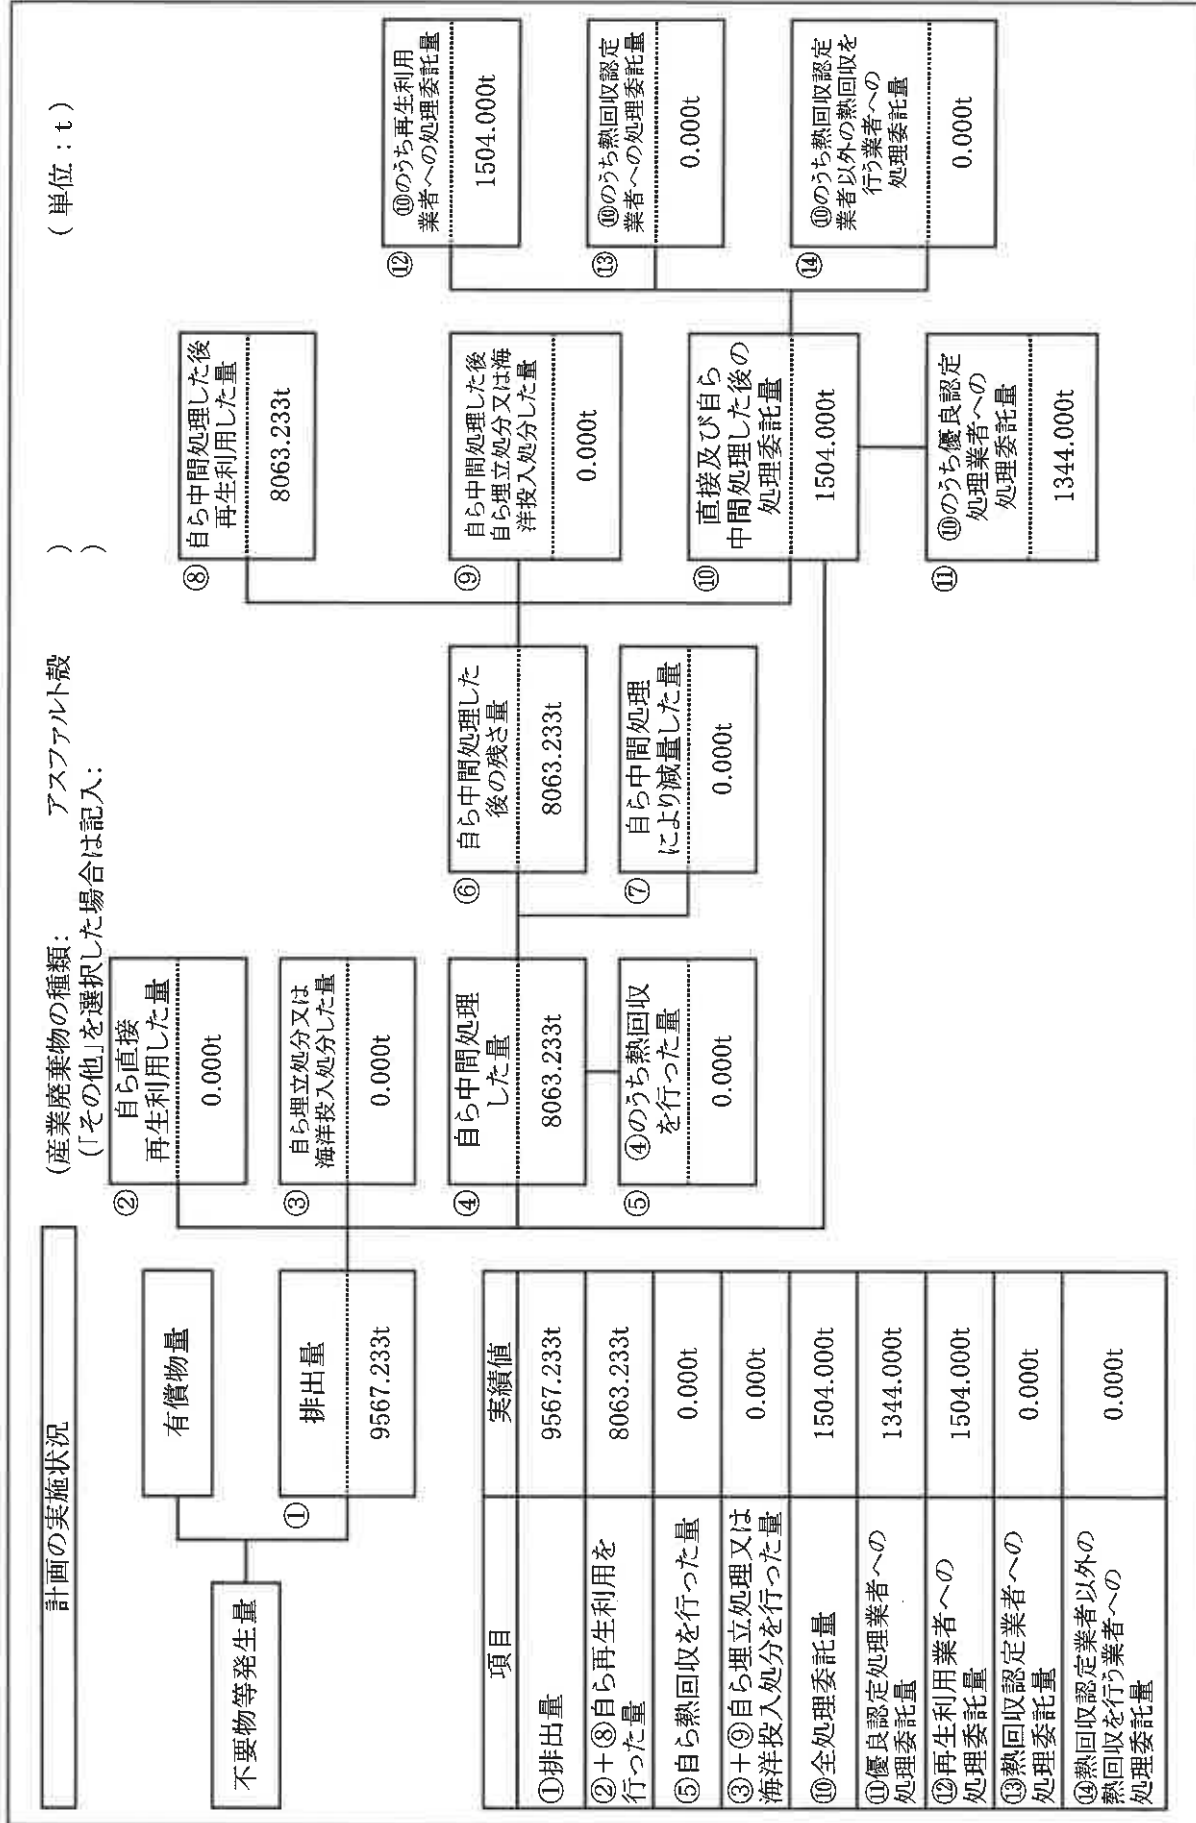 計画の実施状況
(産業廃棄物の種類: アスファルト殻 )
(「その他」を選択した場合は記入: )
(単位:t)
不要物等発生量
有償物量
①
排出量
9567.233t
②
自ら直接
再生利用した量
0.000t
③
自ら埋立処分又は
海洋投入処分した量
0.000t
④
自ら中間処理
した量
8063.233t
⑤
④のうち熱回収
を行った量
0.000t
⑥
自ら中間処理した
後の残さ量
8063.233t
⑦
自ら中間処理
により減量した量
0.000t
⑧
自ら中間処理した後
再生利用した量
8063.233t
⑨
自ら中間処理した後
自ら埋立処分又は海
洋投入処分した量
0.000t
⑩
直接及び自ら
中間処理した後の
処理委託量
1504.000t
⑪
⑩のうち優良認定
処理業者への
処理委託量
1344.000t
⑫
⑩のうち再生利用
業者への処理委託量
1504.000t
⑬
⑩のうち熱回収認定
業者への処理委託量
0.000t
⑭
⑩のうち熱回収認定
業者以外の熱回収を
行う業者への
処理委託量
0.000t
項目 実績値
①排出量 9567.233t
②+⑧自ら再生利用を
行った量 8063.233t
⑤自ら熱回収を行った量 0.000t
③+⑨自ら埋立処理又は
海洋投入処分を行った量 0.000t
⑩全処理委託量 1504.000t
⑪優良認定処理業者への
処理委託量 1344.000t
⑫再生利用業者への
処理委託量 1504.000t
⑬熱回収認定業者への
処理委託量 0.000t
⑭熱回収認定業者以外の
熱回収を行う業者への
処理委託量 0.000t